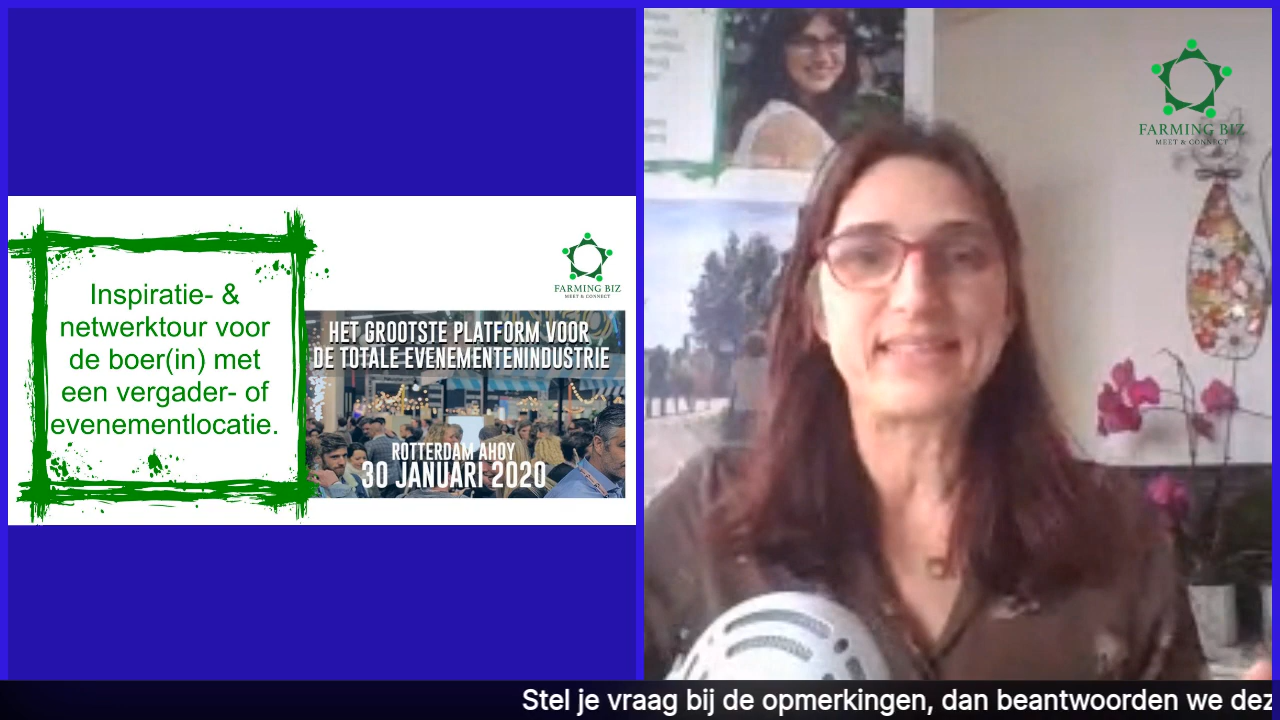 Inspiratie- &
netwerktour voor
de boer(in) met
een vergader- of
evenementlocatie.
FARMING BIZ
MEET & CONNECT
HET GROOTSTE PLATFORM VOOR
DE TOTALE EVENEMENTENINDUSTRIE
ROTTERDAM AHOY
30 JANUARI 2020
FARMING BIZ
MEET & CONNECT
Stel je vraag bij de opmerkingen, dan beantwoorden we dez